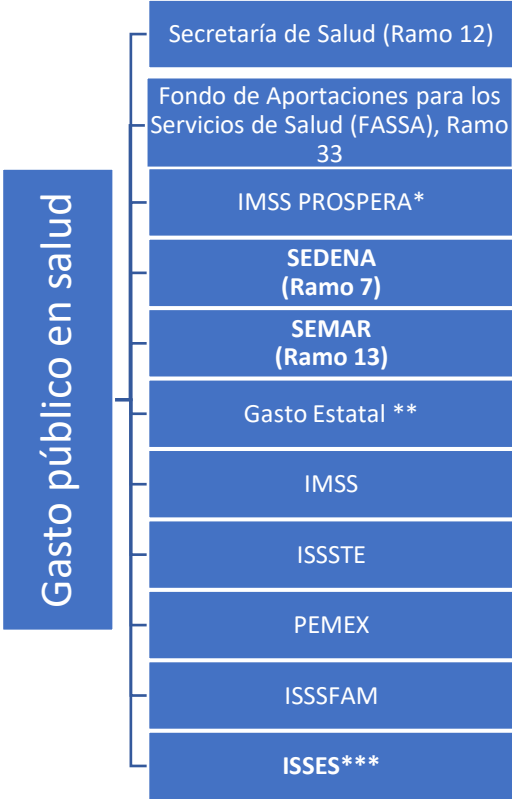 Gasto público en salud
Secretaría de Salud (Ramo 12)
Fondo de Aportaciones para los
Servicios de Salud (FASSA), Ramo
33
IMSS PROSPERA*
SEDENA
(Ramo 7)
SEMAR
(Ramo 13)
Gasto Estatal **
IMSS
ISSSTE
PEMEX
ISSSFAM
ISSES***